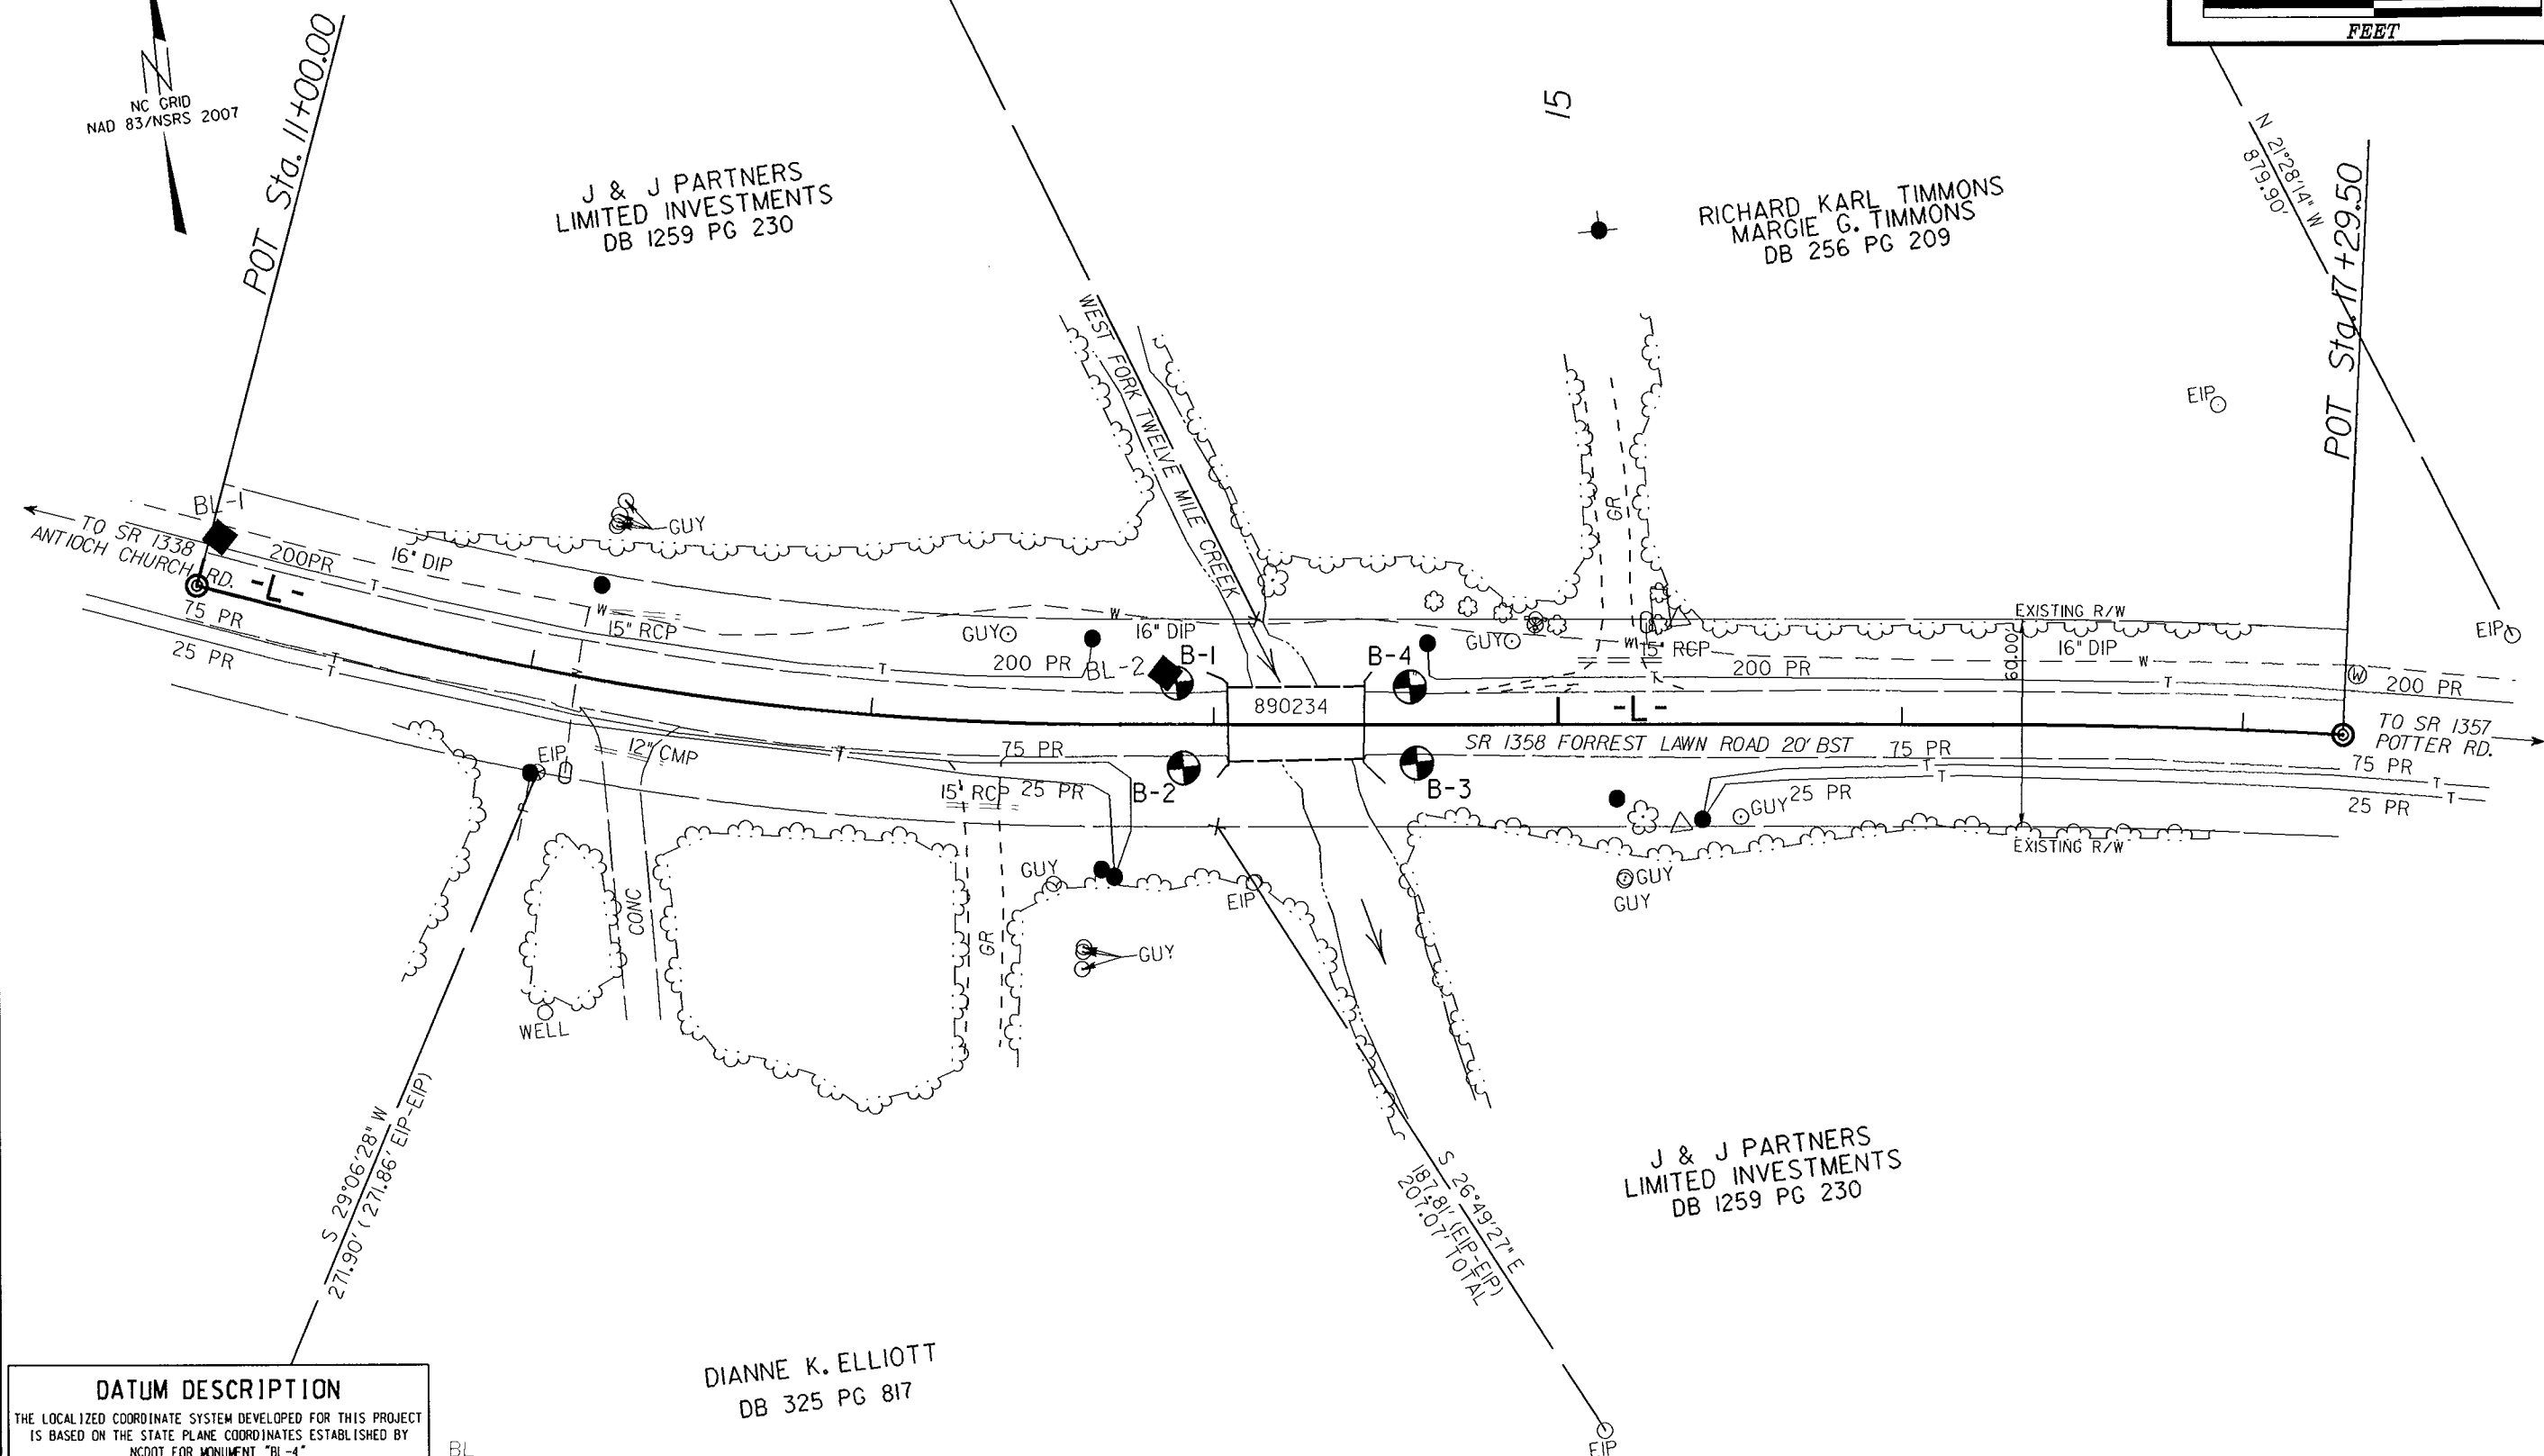 FEET
NC GRID
NAD 83/NSRS 2007
POT Sta. 11+00.00
J & J PARTNERS
LIMITED INVESTMENTS
DB 1259 PG 230
15
RICHARD KARL TIMMONS
MARGIE G. TIMMONS
DB 256 PG 209
N 21°28'14" W
879.90'
POT Sta. 17+29.50
WEST FORK TWELVE MILE CREEK
EIP
BL-1
TO SR 1338
ANTIOCH CHURCH RD.
-L-
200PR
T
16" DIP
GUY
GR
75 PR
25 PR
T
T
W
15" RCP
T
GUY
W
16" DIP
200 PR
BL-2
B-1
B-4
GUY
W
15" RCP
T
200 PR
EXISTING R/W
60.00'
16" DIP
W
T
W
200 PR
EIP
890234
-L-
SR 1358 FORREST LAWN ROAD 20' BST
75 PR
TO SR 1357
POTTER RD.
75 PR
T
T
25 PR
EIP
12" CMP
T
75 PR
15" RCP
25 PR
B-2
B-3
T
T
GUY
25 PR
EXISTING R/W
GUY
EIP
GUY
GUY
CONC
GR
GUY
WELL
S 29°06'28" W
271.90' (271.86' EIP-EIP)
S 26°49'27" E
187.81' (EIP-EIP)
207.07' TOTAL
J & J PARTNERS
LIMITED INVESTMENTS
DB 1259 PG 230
DIANNE K. ELLIOTT
DB 325 PG 817
EIP
DATUM DESCRIPTION
THE LOCALIZED COORDINATE SYSTEM DEVELOPED FOR THIS PROJECT
IS BASED ON THE STATE PLANE COORDINATES ESTABLISHED BY
NCDOT FOR MONUMENT "BL-4"
BL